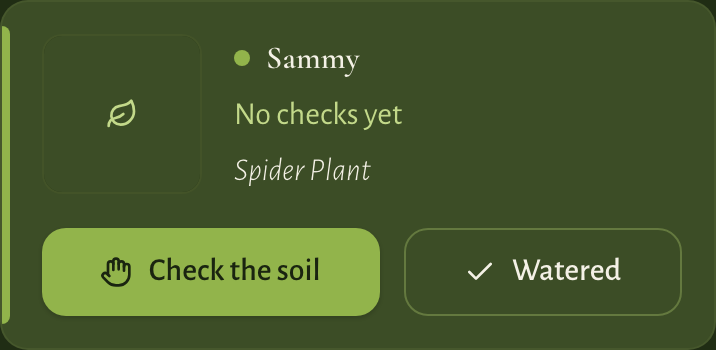 Sammy
No checks yet
Spider Plant
Check the soil
Watered